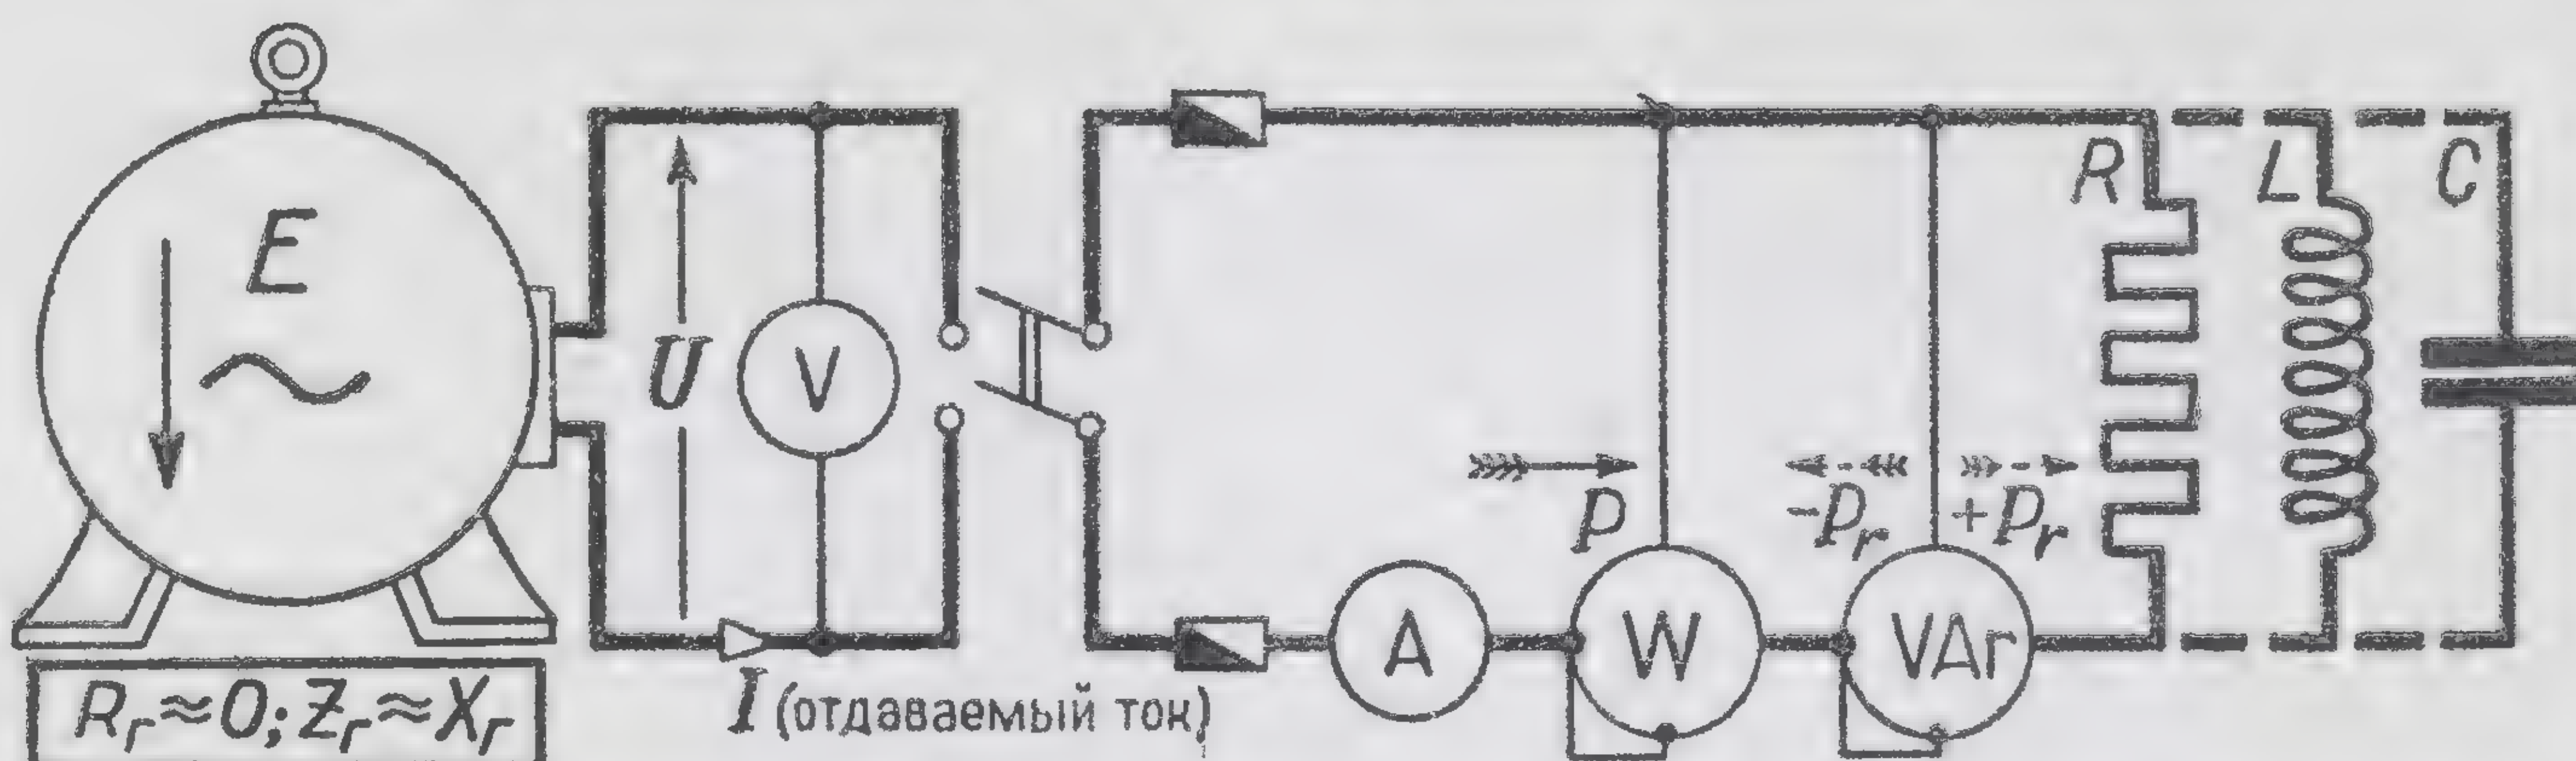 E
U
V
R
L
C
P
-Pr
+Pr
A
W
VAr
Rr≈0; Zr≈Xr
I (отдаваемый ток)